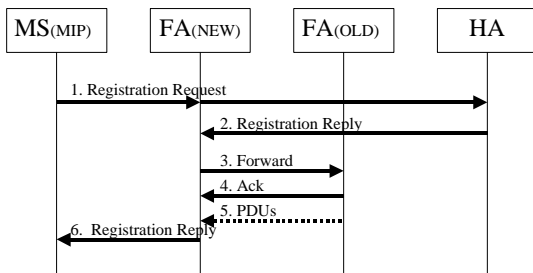 MS(MIP) FA(NEW) FA(OLD) HA
1. Registration Request
2. Registration Reply
3. Forward
4. Ack
5. PDUs
6. Registration Reply